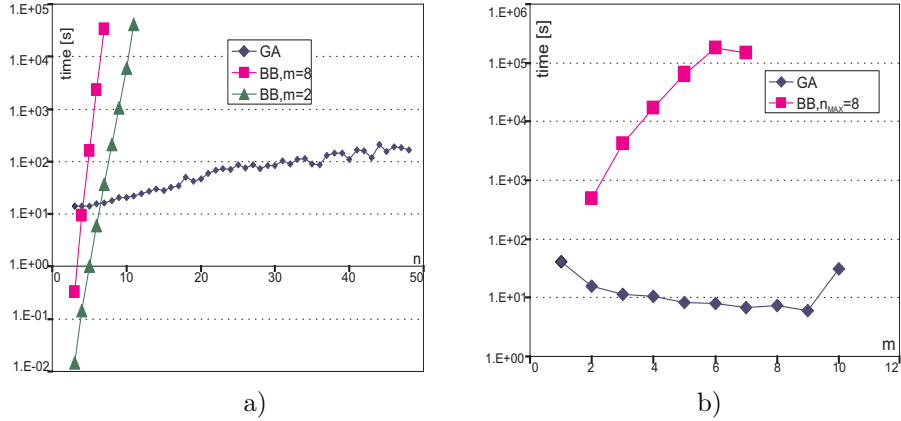 1.E+05
1.E+04
1.E+03
1.E+02
1.E+01
1.E+00
1.E-01
1.E-02
time [s]
GA
BB,m=8
BB,m=2
0 10 20 30 40 50
n
a)
1.E+06
1.E+05
1.E+04
1.E+03
1.E+02
1.E+01
1.E+00
time [s]
GA
BB,nMAX=8
m
0 2 4 6 8 10 12
b)